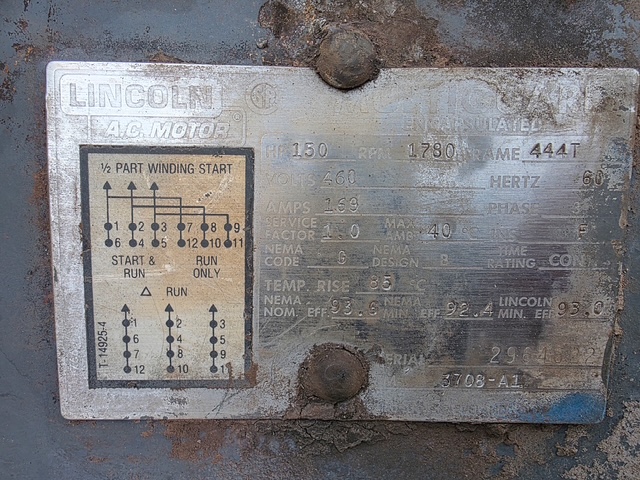 LINCOLN
A.C. MOTOR
ENCAPSULATED
HP 150 RPM 1780 FRAME 444T
VOLTS 460 HERTZ 60
AMPS 169 PHASE
SERVICE FACTOR MAX. AMB. 40 °C INS. F
NEMA CODE G NEMA DESIGN B TIME RATING CONT
TEMP. RISE 85 °C
NEMA NOM. EFF 93.6 NEMA MIN. EFF 92.4 LINCOLN MIN. EFF 93.0
SERIAL
3708-A1
½ PART WINDING START
1 2 3 7 8 9
6 4 5 12 10 11
START & RUN
RUN ONLY
Δ RUN
1 2 3
6 4 5
7 8 9
12 10 11
T-14925-4